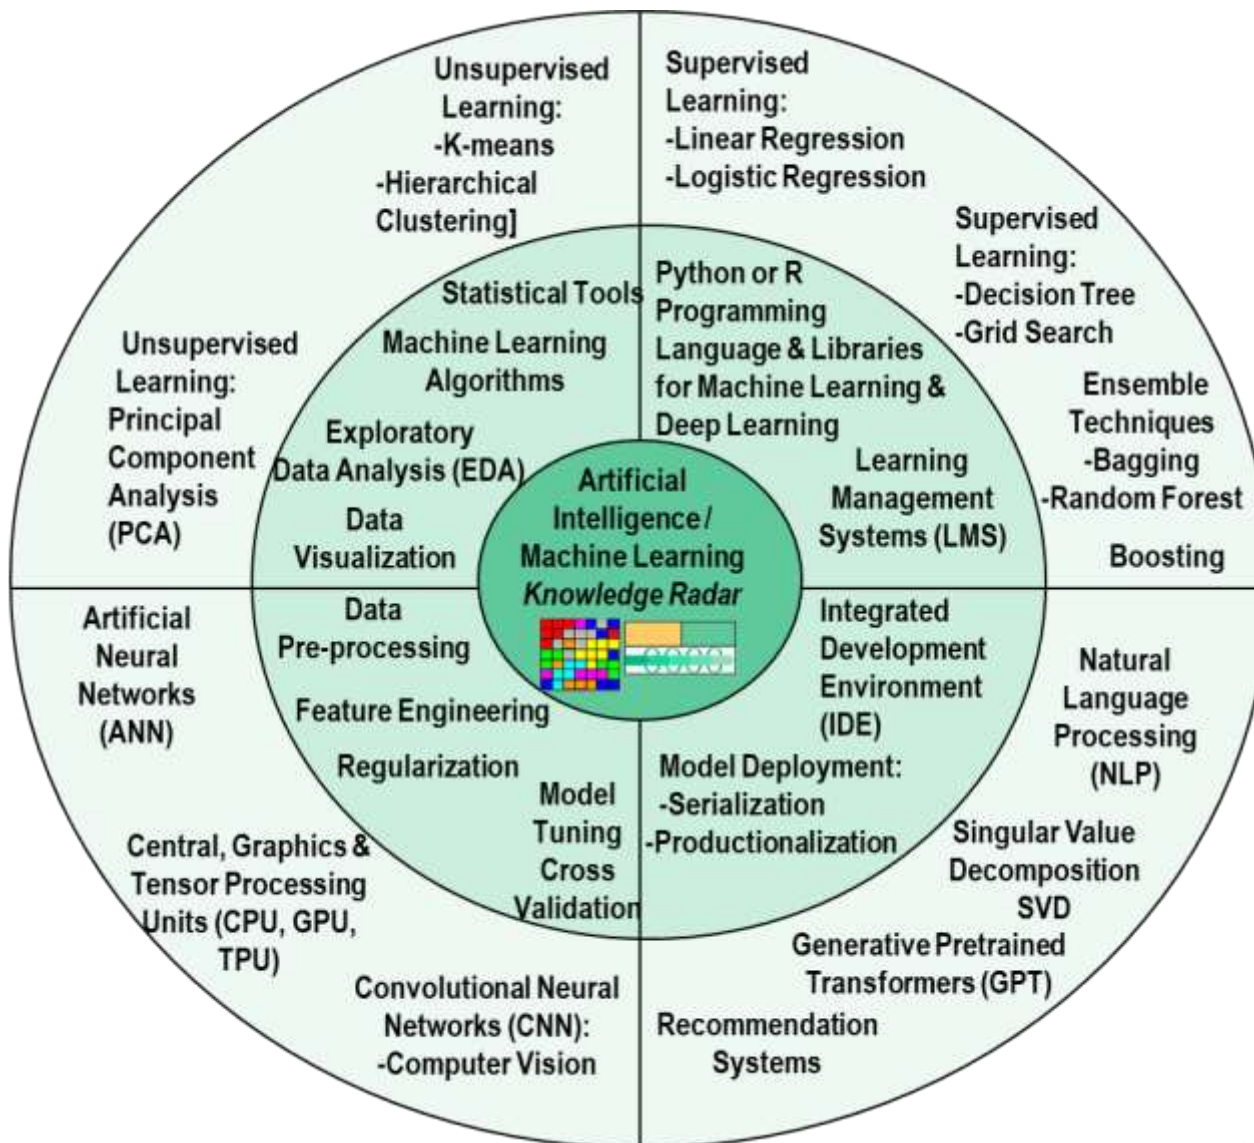 Unsupervised
Learning:
-K-means
-Hierarchical
Clustering]
Supervised
Learning:
-Linear Regression
-Logistic Regression
Supervised
Learning:
-Decision Tree
-Grid Search
Ensemble
Techniques
-Bagging
-Random Forest
Boosting
Unsupervised
Learning:
Principal
Component
Analysis
(PCA)
Statistical Tools
Machine Learning
Algorithms
Exploratory
Data Analysis (EDA)
Data
Visualization
Python or R
Programming
Language & Libraries
for Machine Learning &
Deep Learning
Learning
Management
Systems (LMS)
Artificial
Intelligence /
Machine Learning
Knowledge Radar
Data
Pre-processing
Feature Engineering
Regularization
Model
Tuning
Cross
Validation
Integrated
Development
Environment
(IDE)
Model Deployment:
-Serialization
-Productionalization
Artificial
Neural
Networks
(ANN)
Central, Graphics &
Tensor Processing
Units (CPU, GPU,
TPU)
Convolutional Neural
Networks (CNN):
-Computer Vision
Natural
Language
Processing
(NLP)
Singular Value
Decomposition
SVD
Generative Pretrained
Transformers (GPT)
Recommendation
Systems